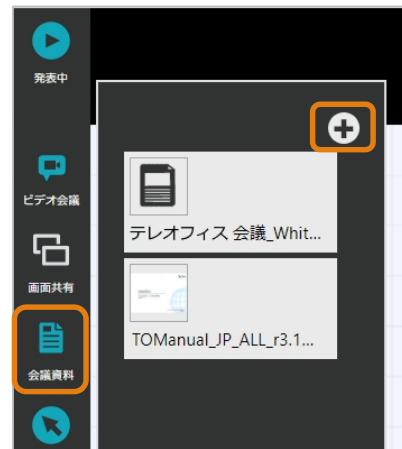 発表中
ビデオ会議
画面共有
会議資料
テレオフィス 会議_Whit...
TOManual_JP_ALL_r3.1...